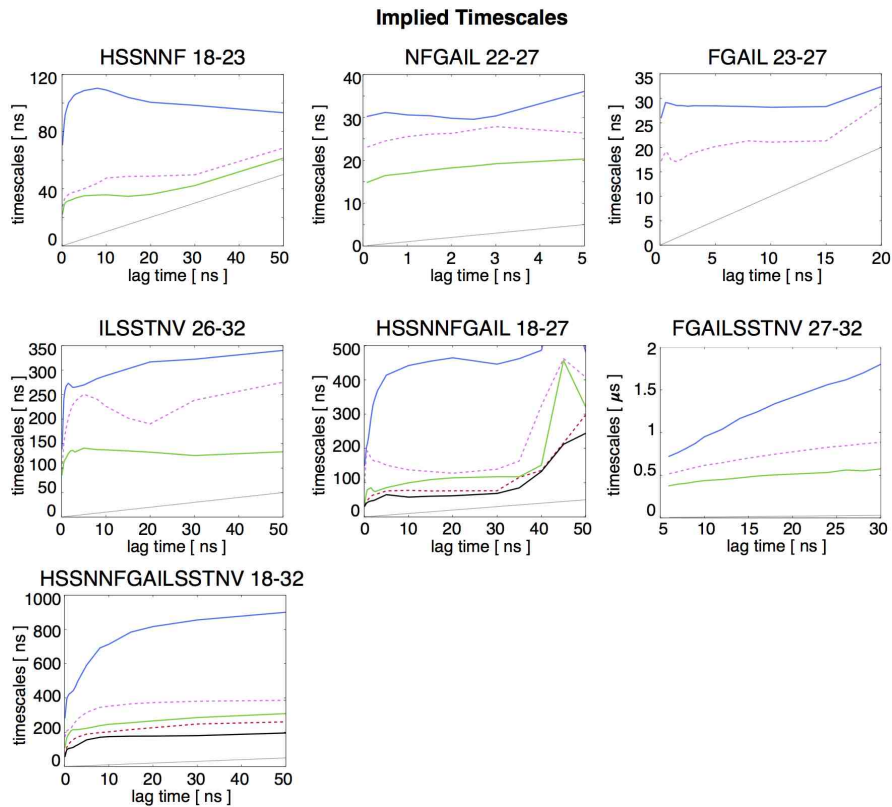 Implied Timescales
HSSNNF 18-23
timescales [ ns ]
120
80
40
0
0 10 20 30 40 50
lag time [ ns ]
NFGAIL 22-27
timescales [ ns ]
40
30
20
10
0
0 1 2 3 4 5
lag time [ ns ]
FGAIL 23-27
timescales [ ns ]
35
30
25
20
15
10
5
0
0 5 10 15 20
lag time [ ns ]
ILSSTNV 26-32
timescales [ ns ]
350
300
250
200
150
100
50
0
0 10 20 30 40 50
lag time [ ns ]
HSSNNFGAIL 18-27
timescales [ ns ]
500
400
300
200
100
0
0 10 20 30 40 50
lag time [ ns ]
FGAILSSTNV 27-32
timescales [ µs ]
2
1.5
1
0.5
0
5 10 15 20 25 30
lag time [ ns ]
HSSNNFGAILSSTNV 18-32
timescales [ ns ]
1000
800
600
400
200
0
0 10 20 30 40 50
lag time [ ns ]